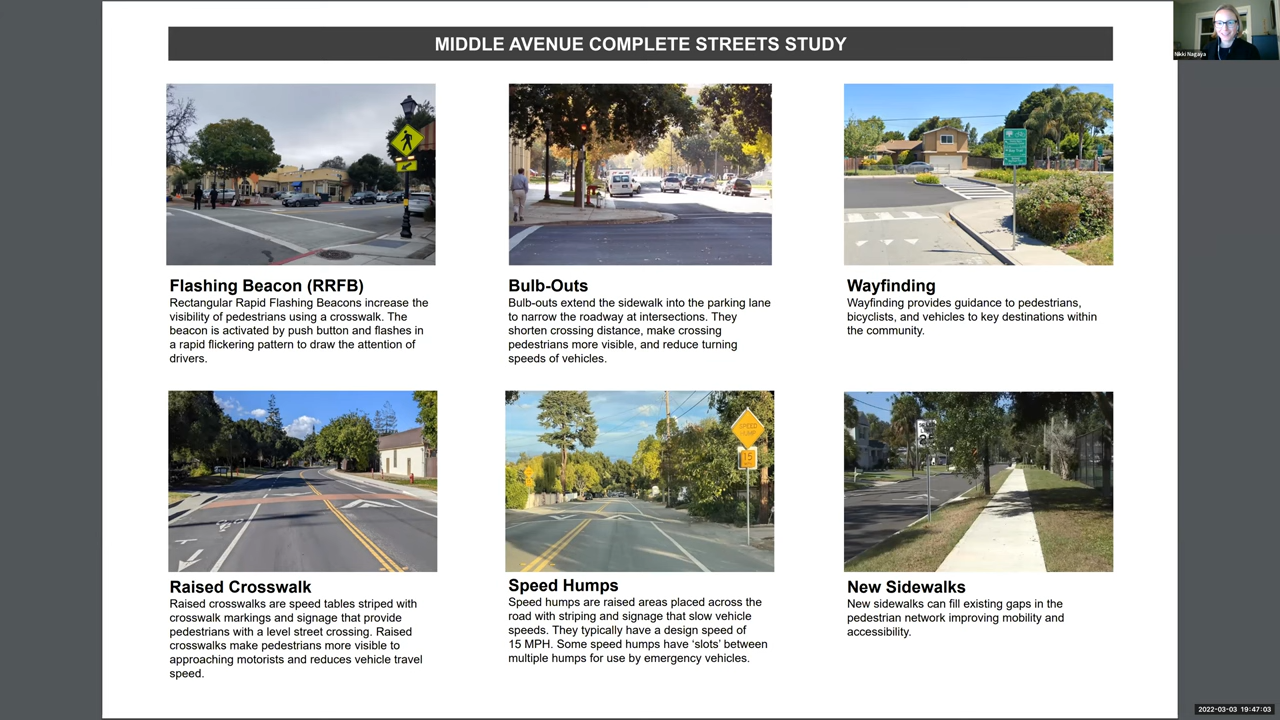 MIDDLE AVENUE COMPLETE STREETS STUDY
Nikki Nagaya
Flashing Beacon (RRFB)
Rectangular Rapid Flashing Beacons increase the
visibility of pedestrians using a crosswalk. The
beacon is activated by push button and flashes in
a rapid flickering pattern to draw the attention of
drivers.
Bulb-Outs
Bulb-outs extend the sidewalk into the parking lane
to narrow the roadway at intersections. They
shorten crossing distance, make crossing
pedestrians more visible, and reduce turning
speeds of vehicles.
Wayfinding
Wayfinding provides guidance to pedestrians,
bicyclists, and vehicles to key destinations within
the community.
SPEED
HUMP
15
Raised Crosswalk
Raised crosswalks are speed tables striped with
crosswalk markings and signage that provide
pedestrians with a level street crossing. Raised
crosswalks make pedestrians more visible to
approaching motorists and reduces vehicle travel
speed.
Speed Humps
Speed humps are raised areas placed across the
road with striping and signage that slow vehicle
speeds. They typically have a design speed of
15 MPH. Some speed humps have ‘slots’ between
multiple humps for use by emergency vehicles.
New Sidewalks
New sidewalks can fill existing gaps in the
pedestrian network improving mobility and
accessibility.
2022-03-03 19:47:03